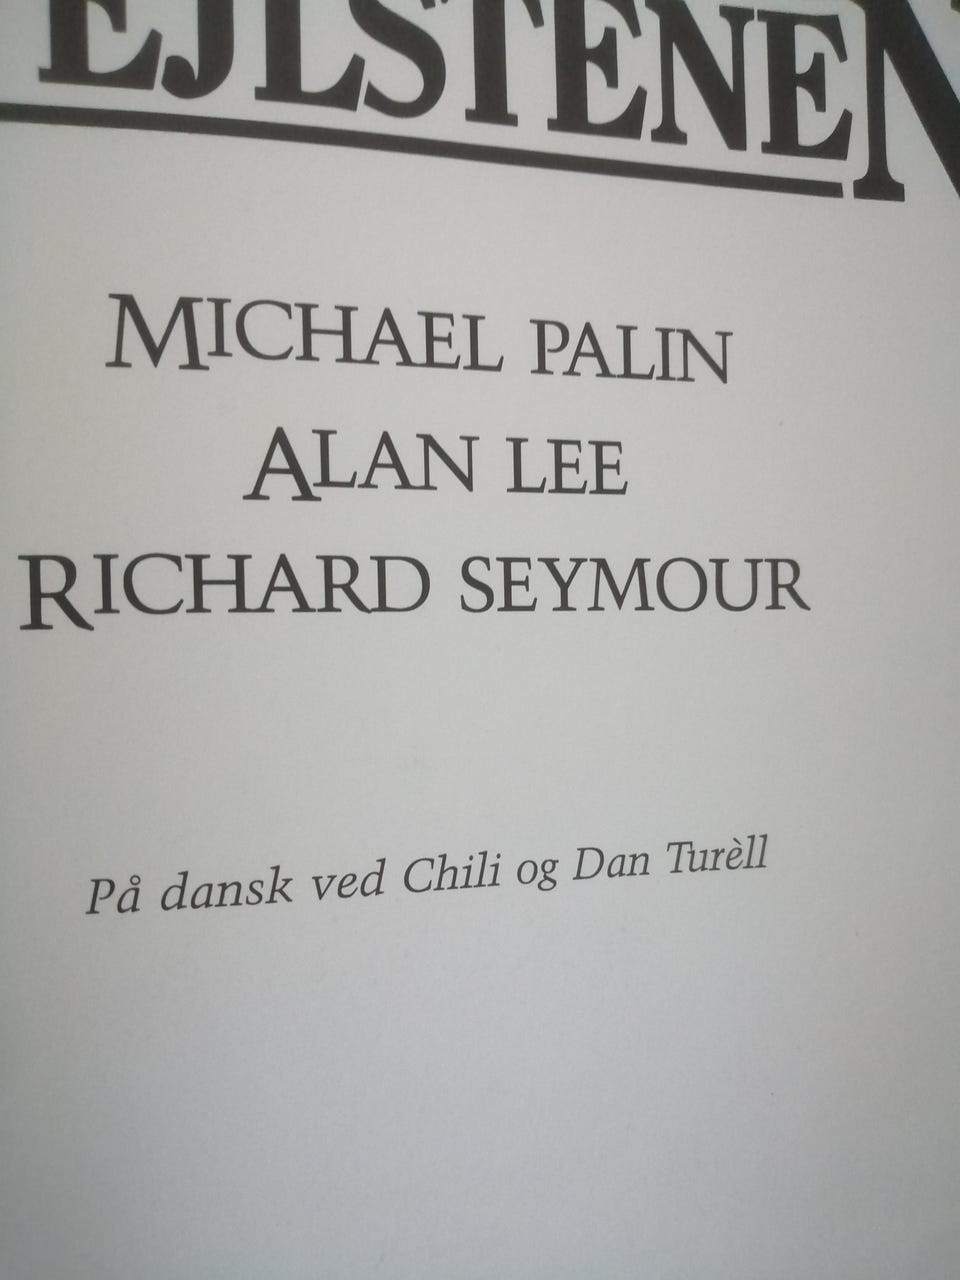 EJLSTENEN
MICHAEL PALIN
ALAN LEE
RICHARD SEYMOUR
På dansk ved Chili og Dan Turèll